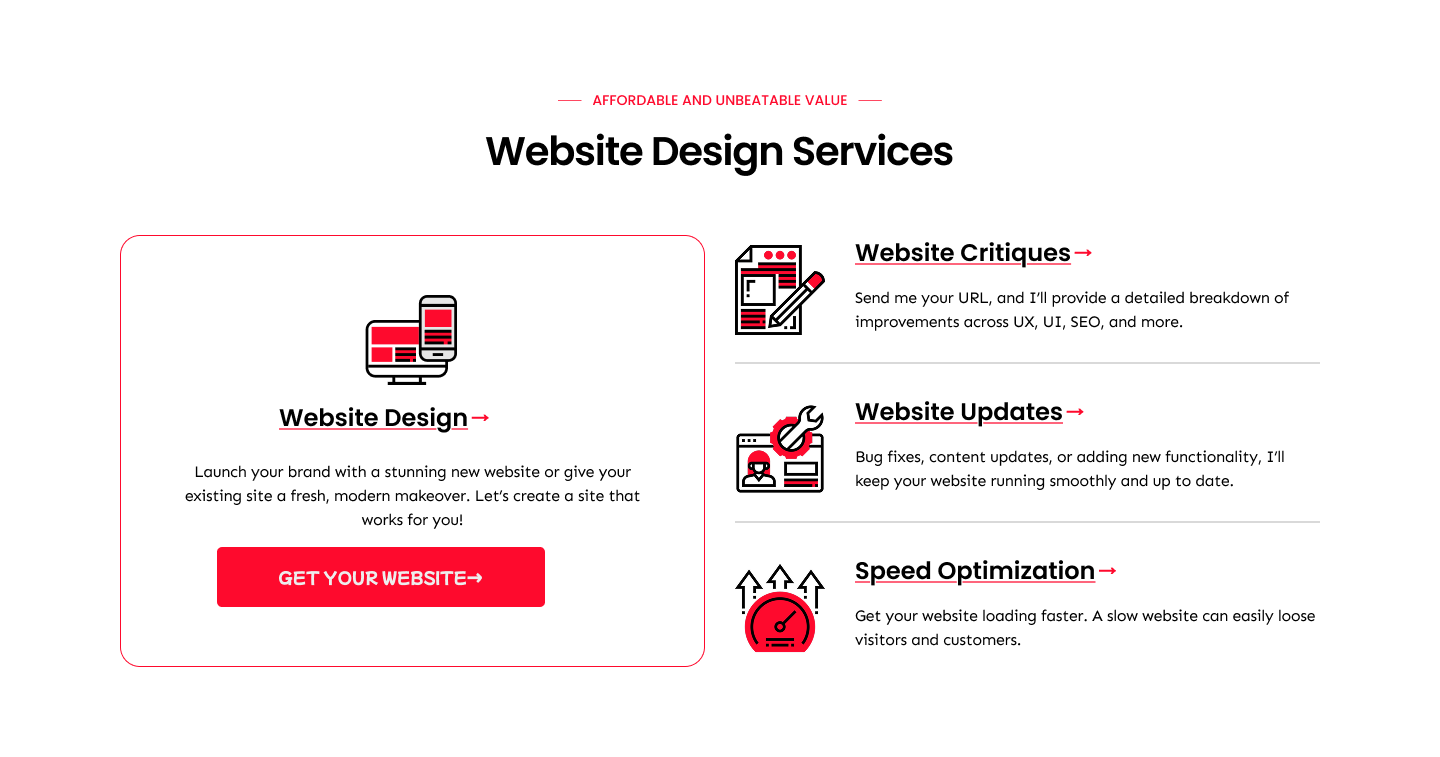 AFFORDABLE AND UNBEATABLE VALUE
Website Design Services
Website Design→
Launch your brand with a stunning new website or give your
existing site a fresh, modern makeover. Let’s create a site that
works for you!
GET YOUR WEBSITE→
Website Critiques→
Send me your URL, and I’ll provide a detailed breakdown of
improvements across UX, UI, SEO, and more.
Website Updates→
Bug fixes, content updates, or adding new functionality, I’ll
keep your website running smoothly and up to date.
Speed Optimization→
Get your website loading faster. A slow website can easily loose
visitors and customers.